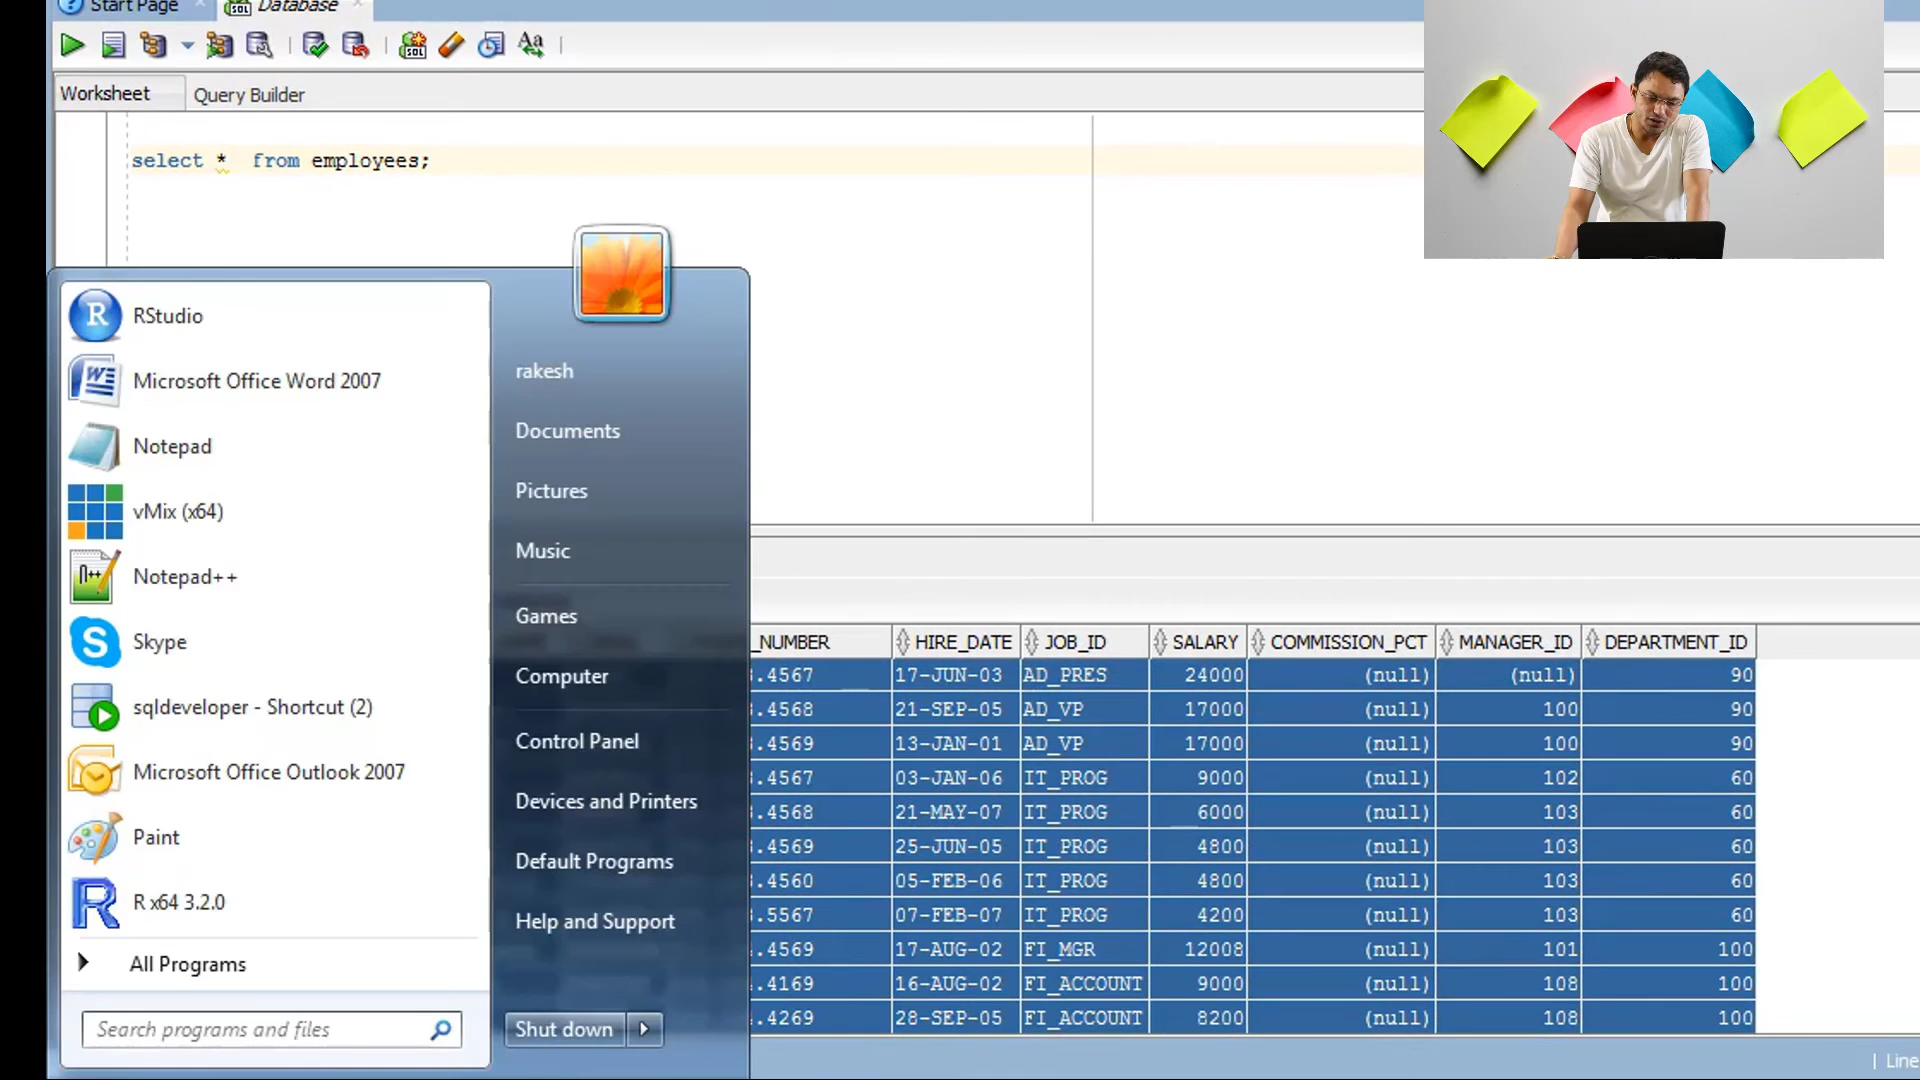 Start Page
Database
Worksheet
Query Builder
select * from employees;
RStudio
Microsoft Office Word 2007
Notepad
vMix (x64)
Notepad++
Skype
sqldeveloper - Shortcut (2)
Microsoft Office Outlook 2007
Paint
R x64 3.2.0
All Programs
Search programs and files
rakesh
Documents
Pictures
Music
Games
Computer
Control Panel
Devices and Printers
Default Programs
Help and Support
Shut down
_NUMBER HIRE_DATE JOB_ID SALARY COMMISSION_PCT MANAGER_ID DEPARTMENT_ID
.4567 17-JUN-03 AD_PRES 24000 (null) (null) 90
.4568 21-SEP-05 AD_VP 17000 (null) 100 90
.4569 13-JAN-01 AD_VP 17000 (null) 100 90
.4567 03-JAN-06 IT_PROG 9000 (null) 102 60
.4568 21-MAY-07 IT_PROG 6000 (null) 103 60
.4569 25-JUN-05 IT_PROG 4800 (null) 103 60
.4560 05-FEB-06 IT_PROG 4800 (null) 103 60
.5567 07-FEB-07 IT_PROG 4200 (null) 103 60
.4569 17-AUG-02 FI_MGR 12008 (null) 101 100
.4169 16-AUG-02 FI_ACCOUNT 9000 (null) 108 100
.4269 28-SEP-05 FI_ACCOUNT 8200 (null) 108 100
| Line